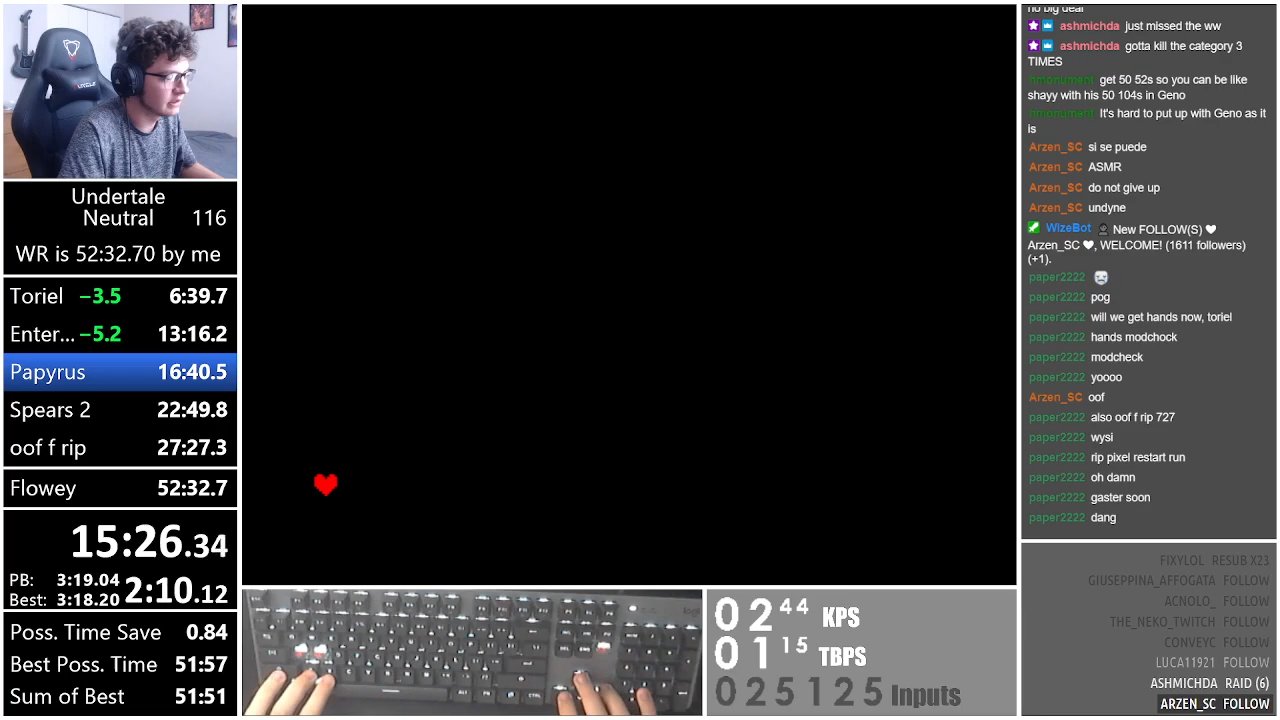 Undertale
Neutral 116
WR is 52:32.70 by me
Toriel −3.5 6:39.7
Enter... −5.2 13:16.2
Papyrus 16:40.5
Spears 2 22:49.8
oof f rip 27:27.3
Flowey 52:32.7
15:26.34
PB: 3:19.04
Best: 3:18.20
2:10.12
Poss. Time Save 0.84
Best Poss. Time 51:57
Sum of Best 51:51
02 44 KPS
01 15 TBPS
025125 Inputs
no big deal
ashmichda just missed the ww
ashmichda gotta kill the category 3
TIMES
get 50 52s so you can be like
shayy with his 50 104s in Geno
It's hard to put up with Geno as it
is
Arzen_SC si se puede
Arzen_SC ASMR
Arzen_SC do not give up
Arzen_SC undyne
WizeBot New FOLLOW(S)
Arzen_SC, WELCOME! (1611 followers)
(+1).
paper2222
paper2222 pog
paper2222 will we get hands now, toriel
paper2222 hands modchock
paper2222 modcheck
paper2222 yoooo
Arzen_SC oof
paper2222 also oof f rip 727
paper2222 wysi
paper2222 rip pixel restart run
paper2222 oh damn
paper2222 gaster soon
paper2222 dang
FIXYLOL RESUB X23
GIUSEPPINA_AFFOGATA FOLLOW
ACNOLO_ FOLLOW
THE_NEKO_TWITCH FOLLOW
CONVEYC FOLLOW
LUCA11921 FOLLOW
ASHMICHDA RAID (6)
ARZEN_SC FOLLOW